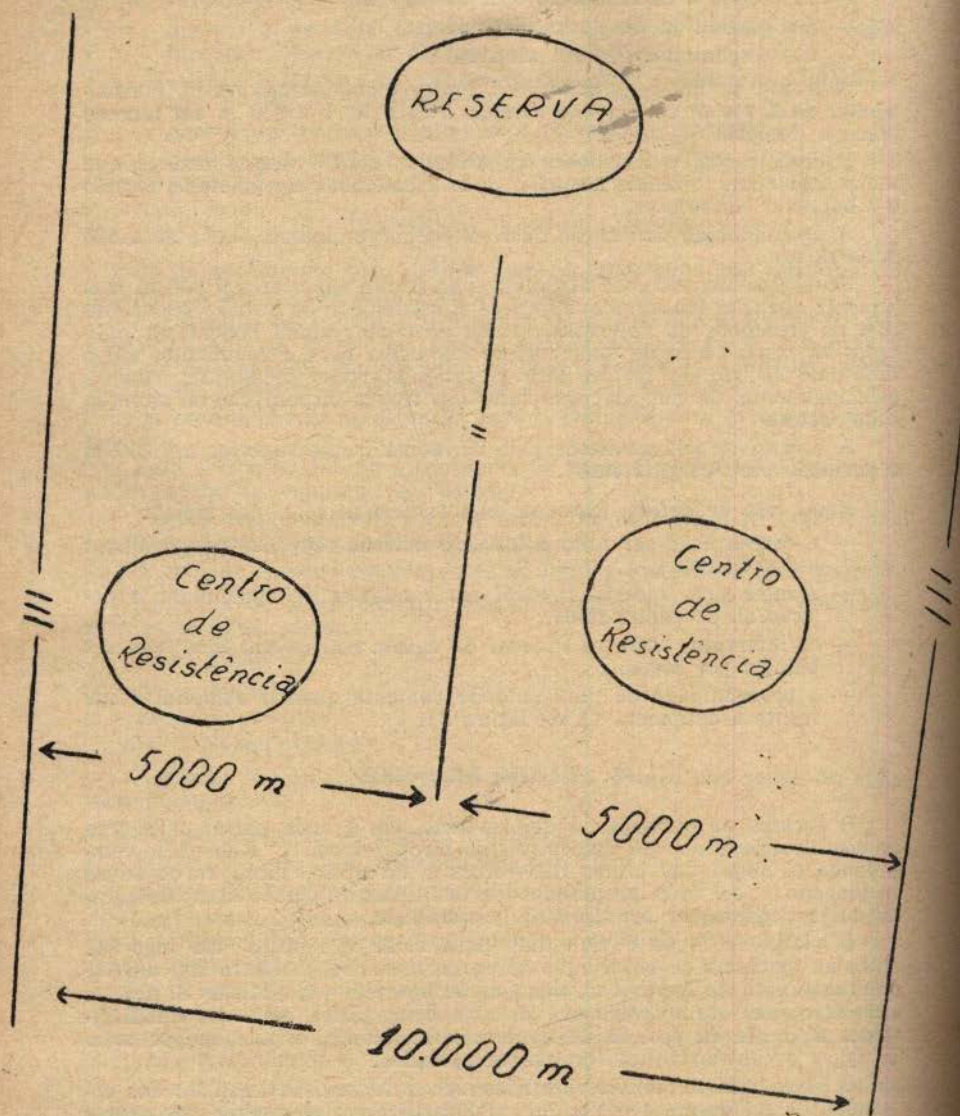 RESERVA
Centro
de
Resistência
Centro
de
Resistência
5000 m
5000 m
10.000 m